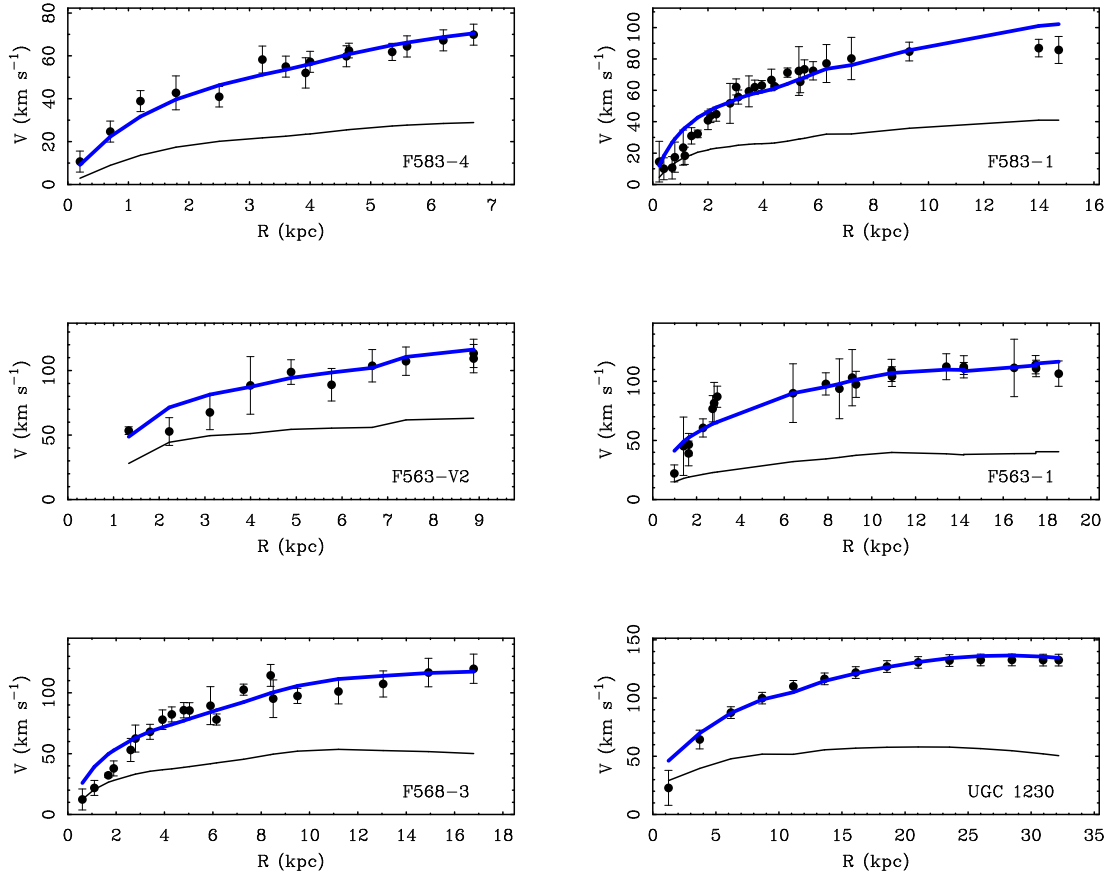 V (km s⁻¹)
0 20 40 60 80
F583−4
0 1 2 3 4 5 6 7
R (kpc)
V (km s⁻¹)
0 20 40 60 80 100
F583−1
0 2 4 6 8 10 12 14 16
R (kpc)
V (km s⁻¹)
0 50 100
F563−V2
0 1 2 3 4 5 6 7 8 9
R (kpc)
V (km s⁻¹)
0 50 100
F563−1
0 4 8 12 16 20
R (kpc)
V (km s⁻¹)
0 50 100
F568−3
0 2 4 6 8 10 12 14 16 18
R (kpc)
V (km s⁻¹)
0 50 100 150
UGC 1230
0 5 10 15 20 25 30 35
R (kpc)